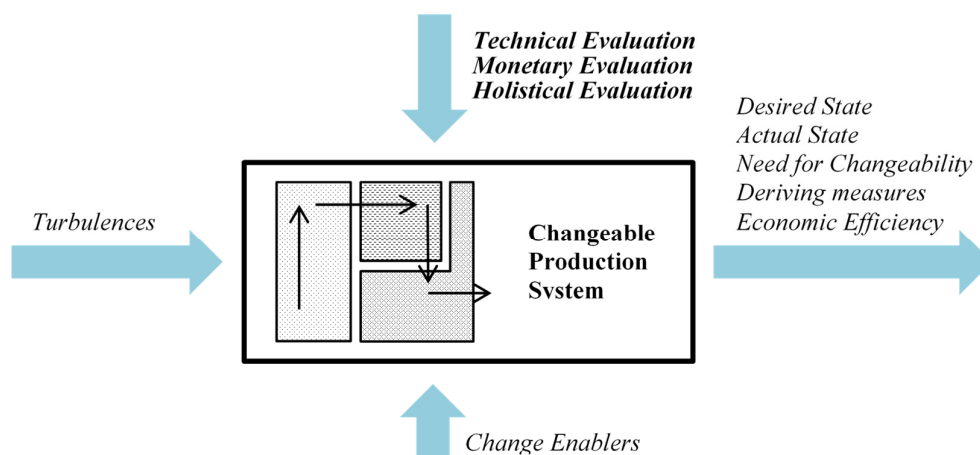 Technical Evaluation
Monetary Evaluation
Holistical Evaluation
Desired State
Actual State
Need for Changeability
Deriving measures
Economic Efficiency
Turbulences
Changeable
Production
System
Change Enablers